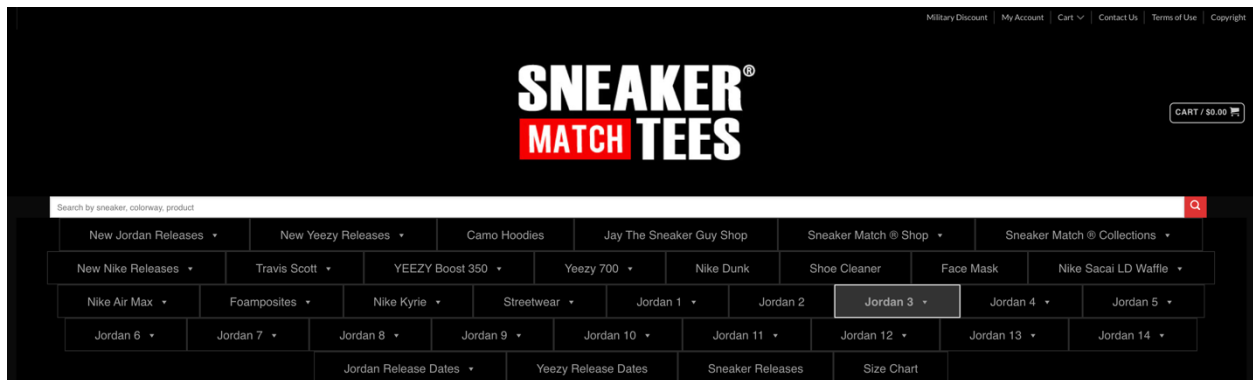 Military Discount My Account Cart Contact Us Terms of Use Copyright
SNEAKER®
MATCH TEES
CART / $0.00
Search by sneaker, colorway, product
New Jordan Releases New Yeezy Releases Camo Hoodies Jay The Sneaker Guy Shop Sneaker Match ® Shop Sneaker Match ® Collections
New Nike Releases Travis Scott YEEZY Boost 350 Yeezy 700 Nike Dunk Shoe Cleaner Face Mask Nike Sacai LD Waffle
Nike Air Max Foamposites Nike Kyrie Streetwear Jordan 1 Jordan 2 Jordan 3 Jordan 4 Jordan 5
Jordan 6 Jordan 7 Jordan 8 Jordan 9 Jordan 10 Jordan 11 Jordan 12 Jordan 13 Jordan 14
Jordan Release Dates Yeezy Release Dates Sneaker Releases Size Chart